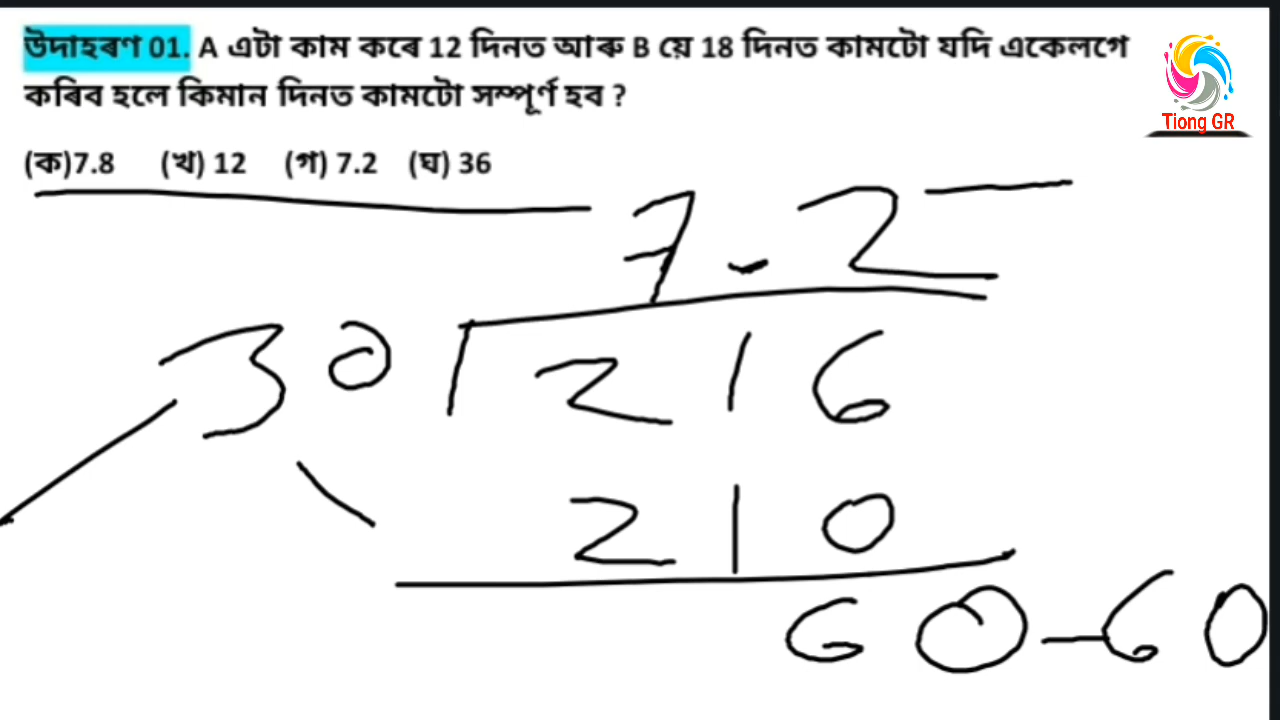 উদাহৰণ 01. A এটা কাম কৰে 12 দিনত আৰু B য়ে 18 দিনত কামটো যদি একেলগে
কৰিব হলে কিমান দিনত কামটো সম্পূৰ্ণ হব ?
Tiong GR
(ক)7.8 (খ) 12 (গ) 7.2 (ঘ) 36
7.2
30 216
210
60-60